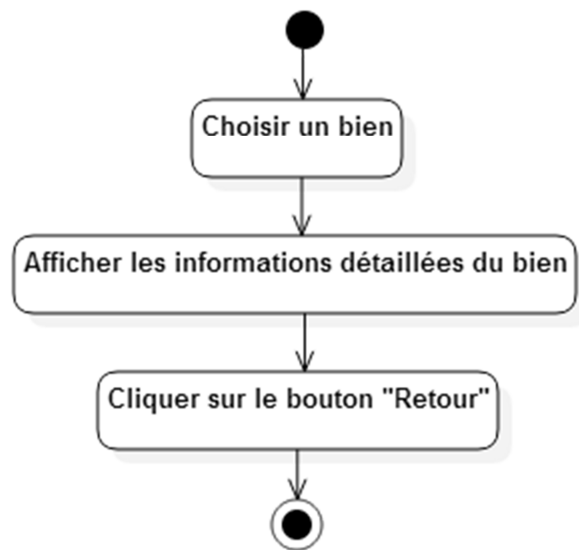 Choisir un bien
Afficher les informations détaillées du bien
Cliquer sur le bouton "Retour"